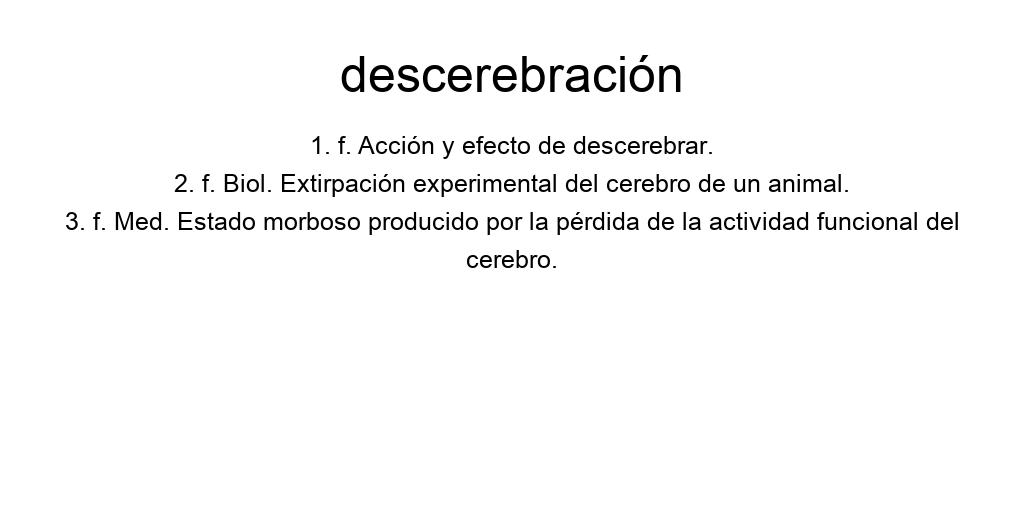 descerebración
1. f. Acción y efecto de descerebrar.
2. f. Biol. Extirpación experimental del cerebro de un animal.
3. f. Med. Estado morboso producido por la pérdida de la actividad funcional del
cerebro.